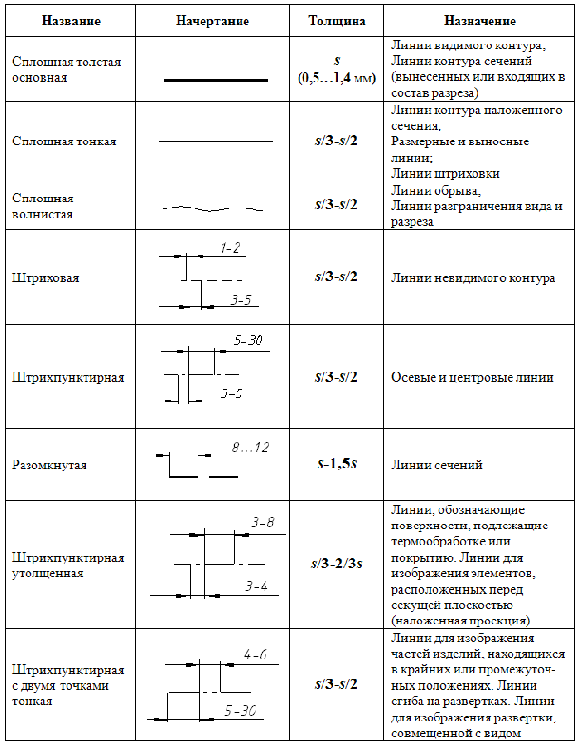 Название Начертание Толщина Назначение
Сплошная толстая
основная
s
(0,5...1,4 мм)
Линии видимого контура,
Линии контура сечений
(вынесенных или входящих в
состав разреза)
Сплошная тонкая
s/3-s/2
Линии контура наложенного
сечения,
Размерные и выносные
линии;
Линии штриховки
Сплошная
волнистая
s/3-s/2
Линии обрыва,
Линии разграничения вида и
разреза
Штриховая
1-2
3-5
s/3-s/2
Линии невидимого контура
Штрихпунктирная
5-30
3-5
s/3-s/2
Осевые и центровые линии
Разомкнутая
8...12
s-1,5s
Линии сечений
Штрихпунктирная
утолщенная
3-8
3-4
s/3-2/3s
Линии, обозначающие
поверхности, подлежащие
термообработке или
покрытию. Линии для
изображения элементов,
расположенных перед
секущей плоскостью
(наложенная проекция)
Штрихпунктирная
с двумя точками
тонкая
4-6
5-30
s/3-s/2
Линии для изображения
частей изделий, находящихся
в крайних или промежуточ-
ных положениях. Линии
сгиба на развертках. Линии
для изображения развертки,
совмещенной с видом